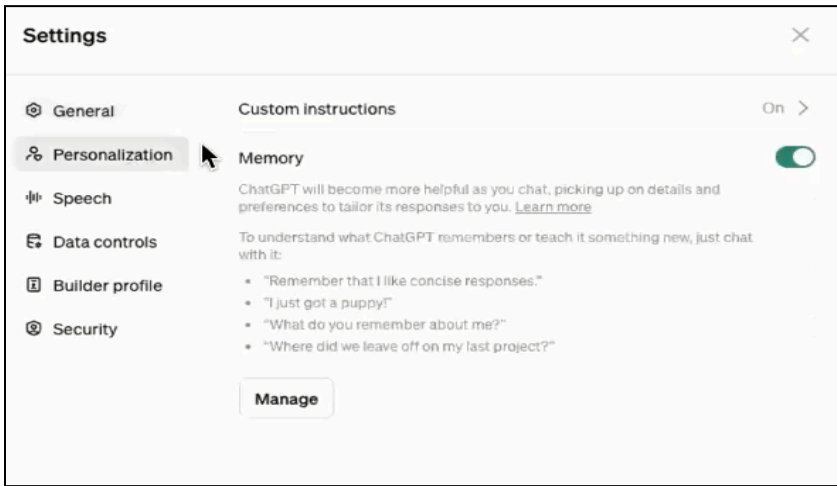 Settings
General
Personalization
Speech
Data controls
Builder profile
Security
Custom instructions On
Memory
ChatGPT will become more helpful as you chat, picking up on details and
preferences to tailor its responses to you. Learn more
To understand what ChatGPT remembers or teach it something new, just chat
with it:
• "Remember that I like concise responses."
• "I just got a puppy!"
• "What do you remember about me?"
• "Where did we leave off on my last project?"
Manage